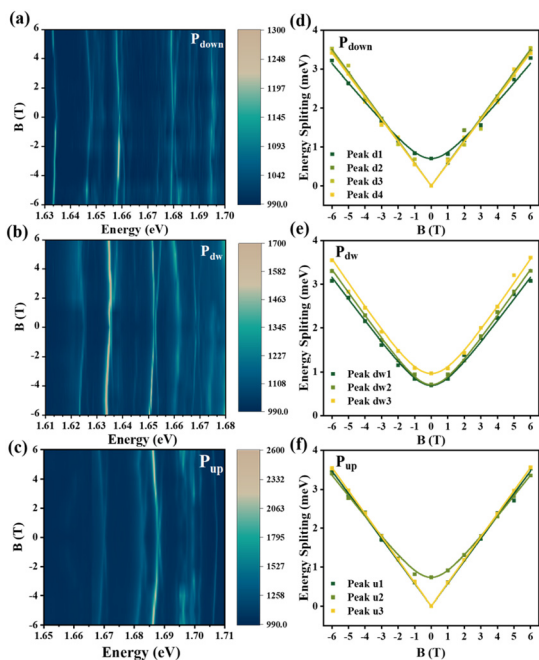 (a)
P_down
B (T)
6
4
2
0
-2
-4
-6
1.63 1.64 1.65 1.66 1.67 1.68 1.69 1.70
Energy (eV)
1300
1197
1145
1093
1042
990.0
(d)
P_down
Energy Spliting (meV)
4
3
2
1
0
Peak d1
Peak d2
Peak d3
Peak d4
-6 -5 -4 -3 -2 -1 0 1 2 3 4 5 6
B (T)
(b)
P_dw
B (T)
6
4
2
0
-2
-4
-6
1.61 1.62 1.63 1.64 1.65 1.66 1.67 1.68
Energy (eV)
1700
1582
1463
1345
1227
1108
990.0
(e)
P_dw
Energy Spliting (meV)
4
3
2
1
0
Peak dw1
Peak dw2
Peak dw3
-6 -5 -4 -3 -2 -1 0 1 2 3 4 5 6
B (T)
(c)
P_up
B (T)
6
4
2
0
-2
-4
-6
1.65 1.66 1.67 1.68 1.69 1.70 1.71
Energy (eV)
2600
2332
2063
1795
1527
1258
990.0
(f)
P_up
Energy Spliting (meV)
4
3
2
1
0
Peak u1
Peak u2
Peak u3
-6 -5 -4 -3 -2 -1 0 1 2 3 4 5 6
B (T)